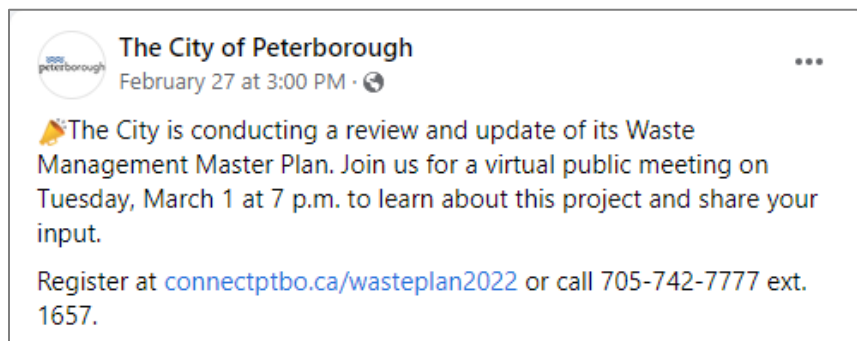 The City of Peterborough
peterborough
February 27 at 3:00 PM ·
The City is conducting a review and update of its Waste
Management Master Plan. Join us for a virtual public meeting on
Tuesday, March 1 at 7 p.m. to learn about this project and share your
input.
Register at connectptbo.ca/wasteplan2022 or call 705-742-7777 ext.
1657.